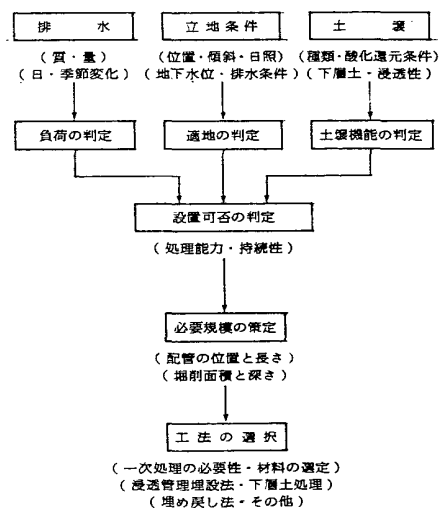 排水 立地条件 土壌
(質・量) (位置・傾斜・日照) (種類・酸化還元条件)
(日・季節変化) (地下水位・排水条件) (下層土・浸透性)
負荷の判定 適地の判定 土壌機能の判定
設置可否の判定
(処理能力・持続性)
必要規模の策定
(配管の位置と長さ)
(堀削面積と深さ)
工法の選択
(一次処理の必要性・材料の選定)
(浸透管理埋設法・下層土処理)
(埋め戻し法・その他)